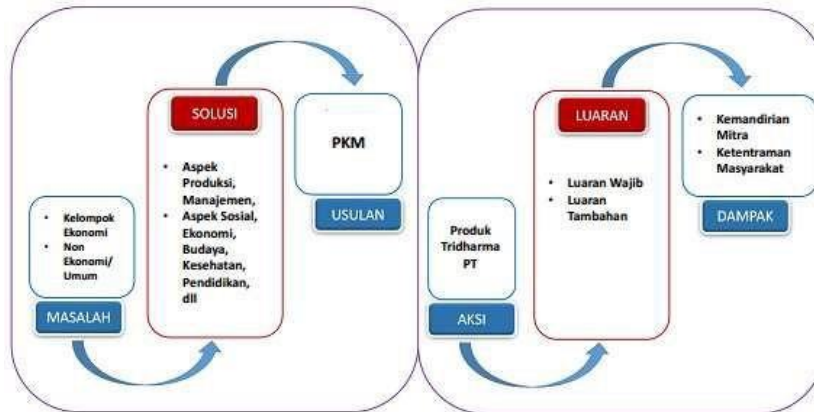 • Kelompok
Ekonomi
• Non
Ekonomi/
Umum
MASALAH
SOLUSI
• Aspek
Produksi,
Manajemen,
• Aspek Sosial,
Ekonomi,
Budaya,
Kesehatan,
Pendidikan,
dll
PKM
USULAN
Produk
Tridharma
PT
AKSI
LUARAN
• Luaran Wajib
• Luaran
Tambahan
• Kemandirian
Mitra
• Ketentraman
Masyarakat
DAMPAK